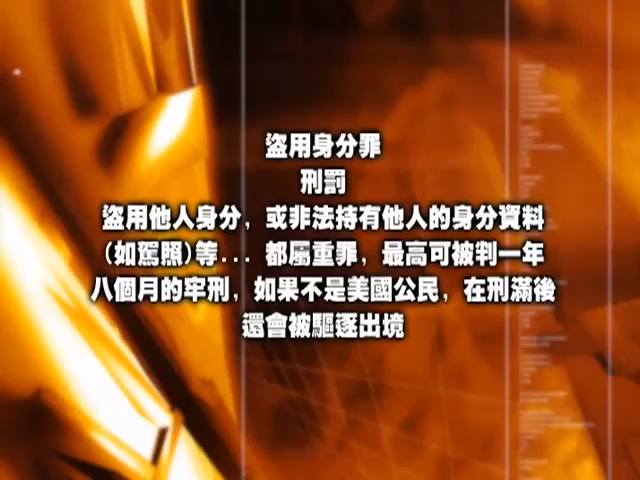 盜用身分罪
刑罰
盜用他人身分，或非法持有他人的身分資料
(如駕照)等... 都屬重罪，最高可被判一年
八個月的牢刑，如果不是美國公民，在刑滿後
還會被驅逐出境